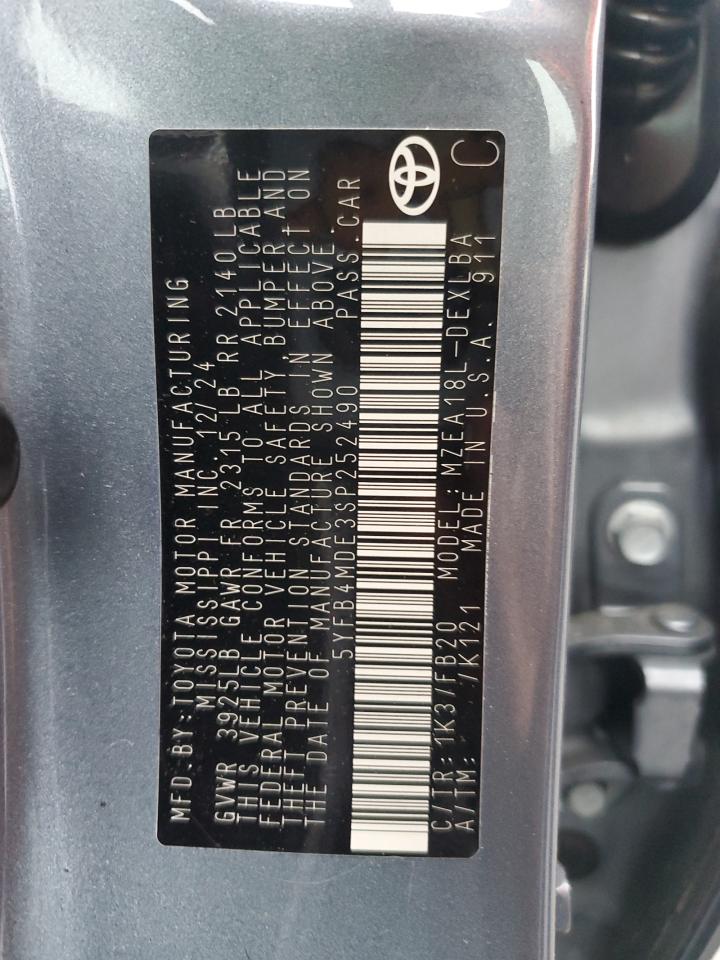 MFD.BY:TOYOTA MOTOR MANUFACTURING
MISSISSIPPI INC.12/24
GVWR 3925LB GAWR FR 2315 LB RR 2140 LB
THIS VEHICLE CONFORMS TO ALL APPLICABLE
FEDERAL MOTOR VEHICLE SAFETY,BUMPER AND
THEFT PREVENTION STANDARDS IN EFFECT ON
THE DATE OF MANUFACTURE SHOWN ABOVE.
5YFB4MDE3SP252490 PASS.CAR
C/TR: 1K3/FB20 MODEL:MZEA18L-DEXLBA
A/TM: /K121 MADE IN U.S.A. 911
C